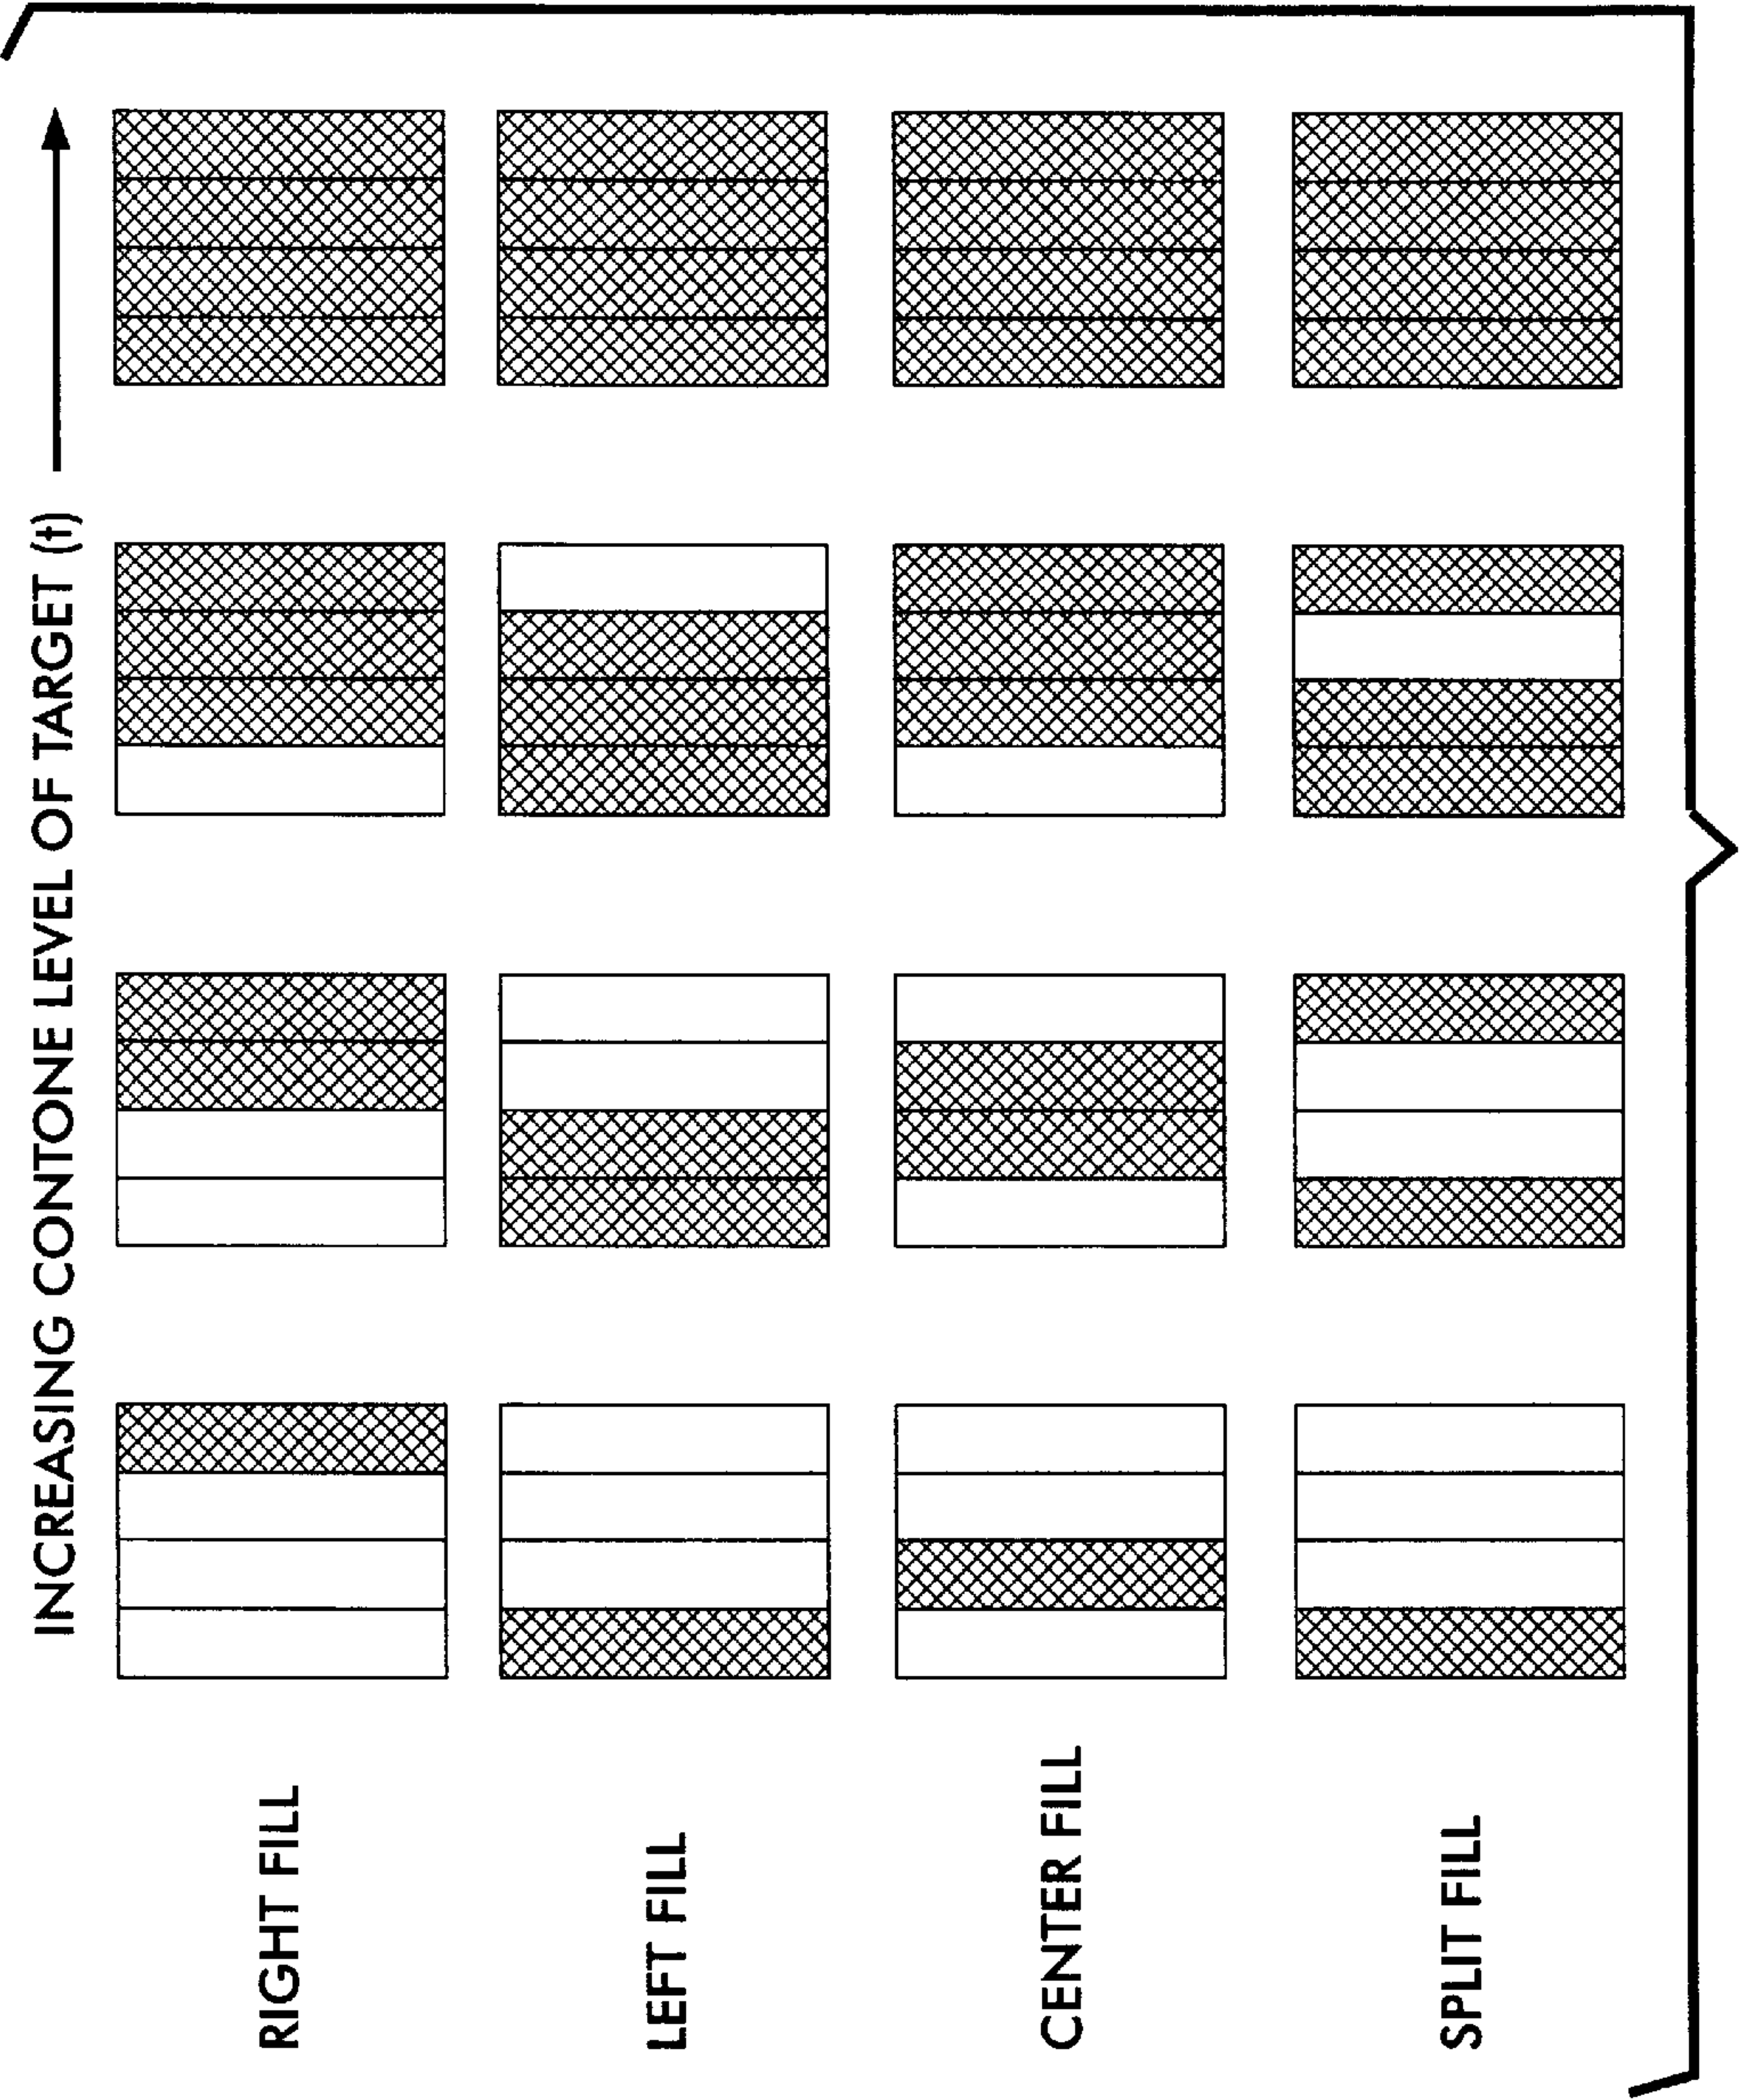 INCREASING CONTONE LEVEL OF TARGET (t)
RIGHT FILL
LEFT FILL
CENTER FILL
SPLIT FILL